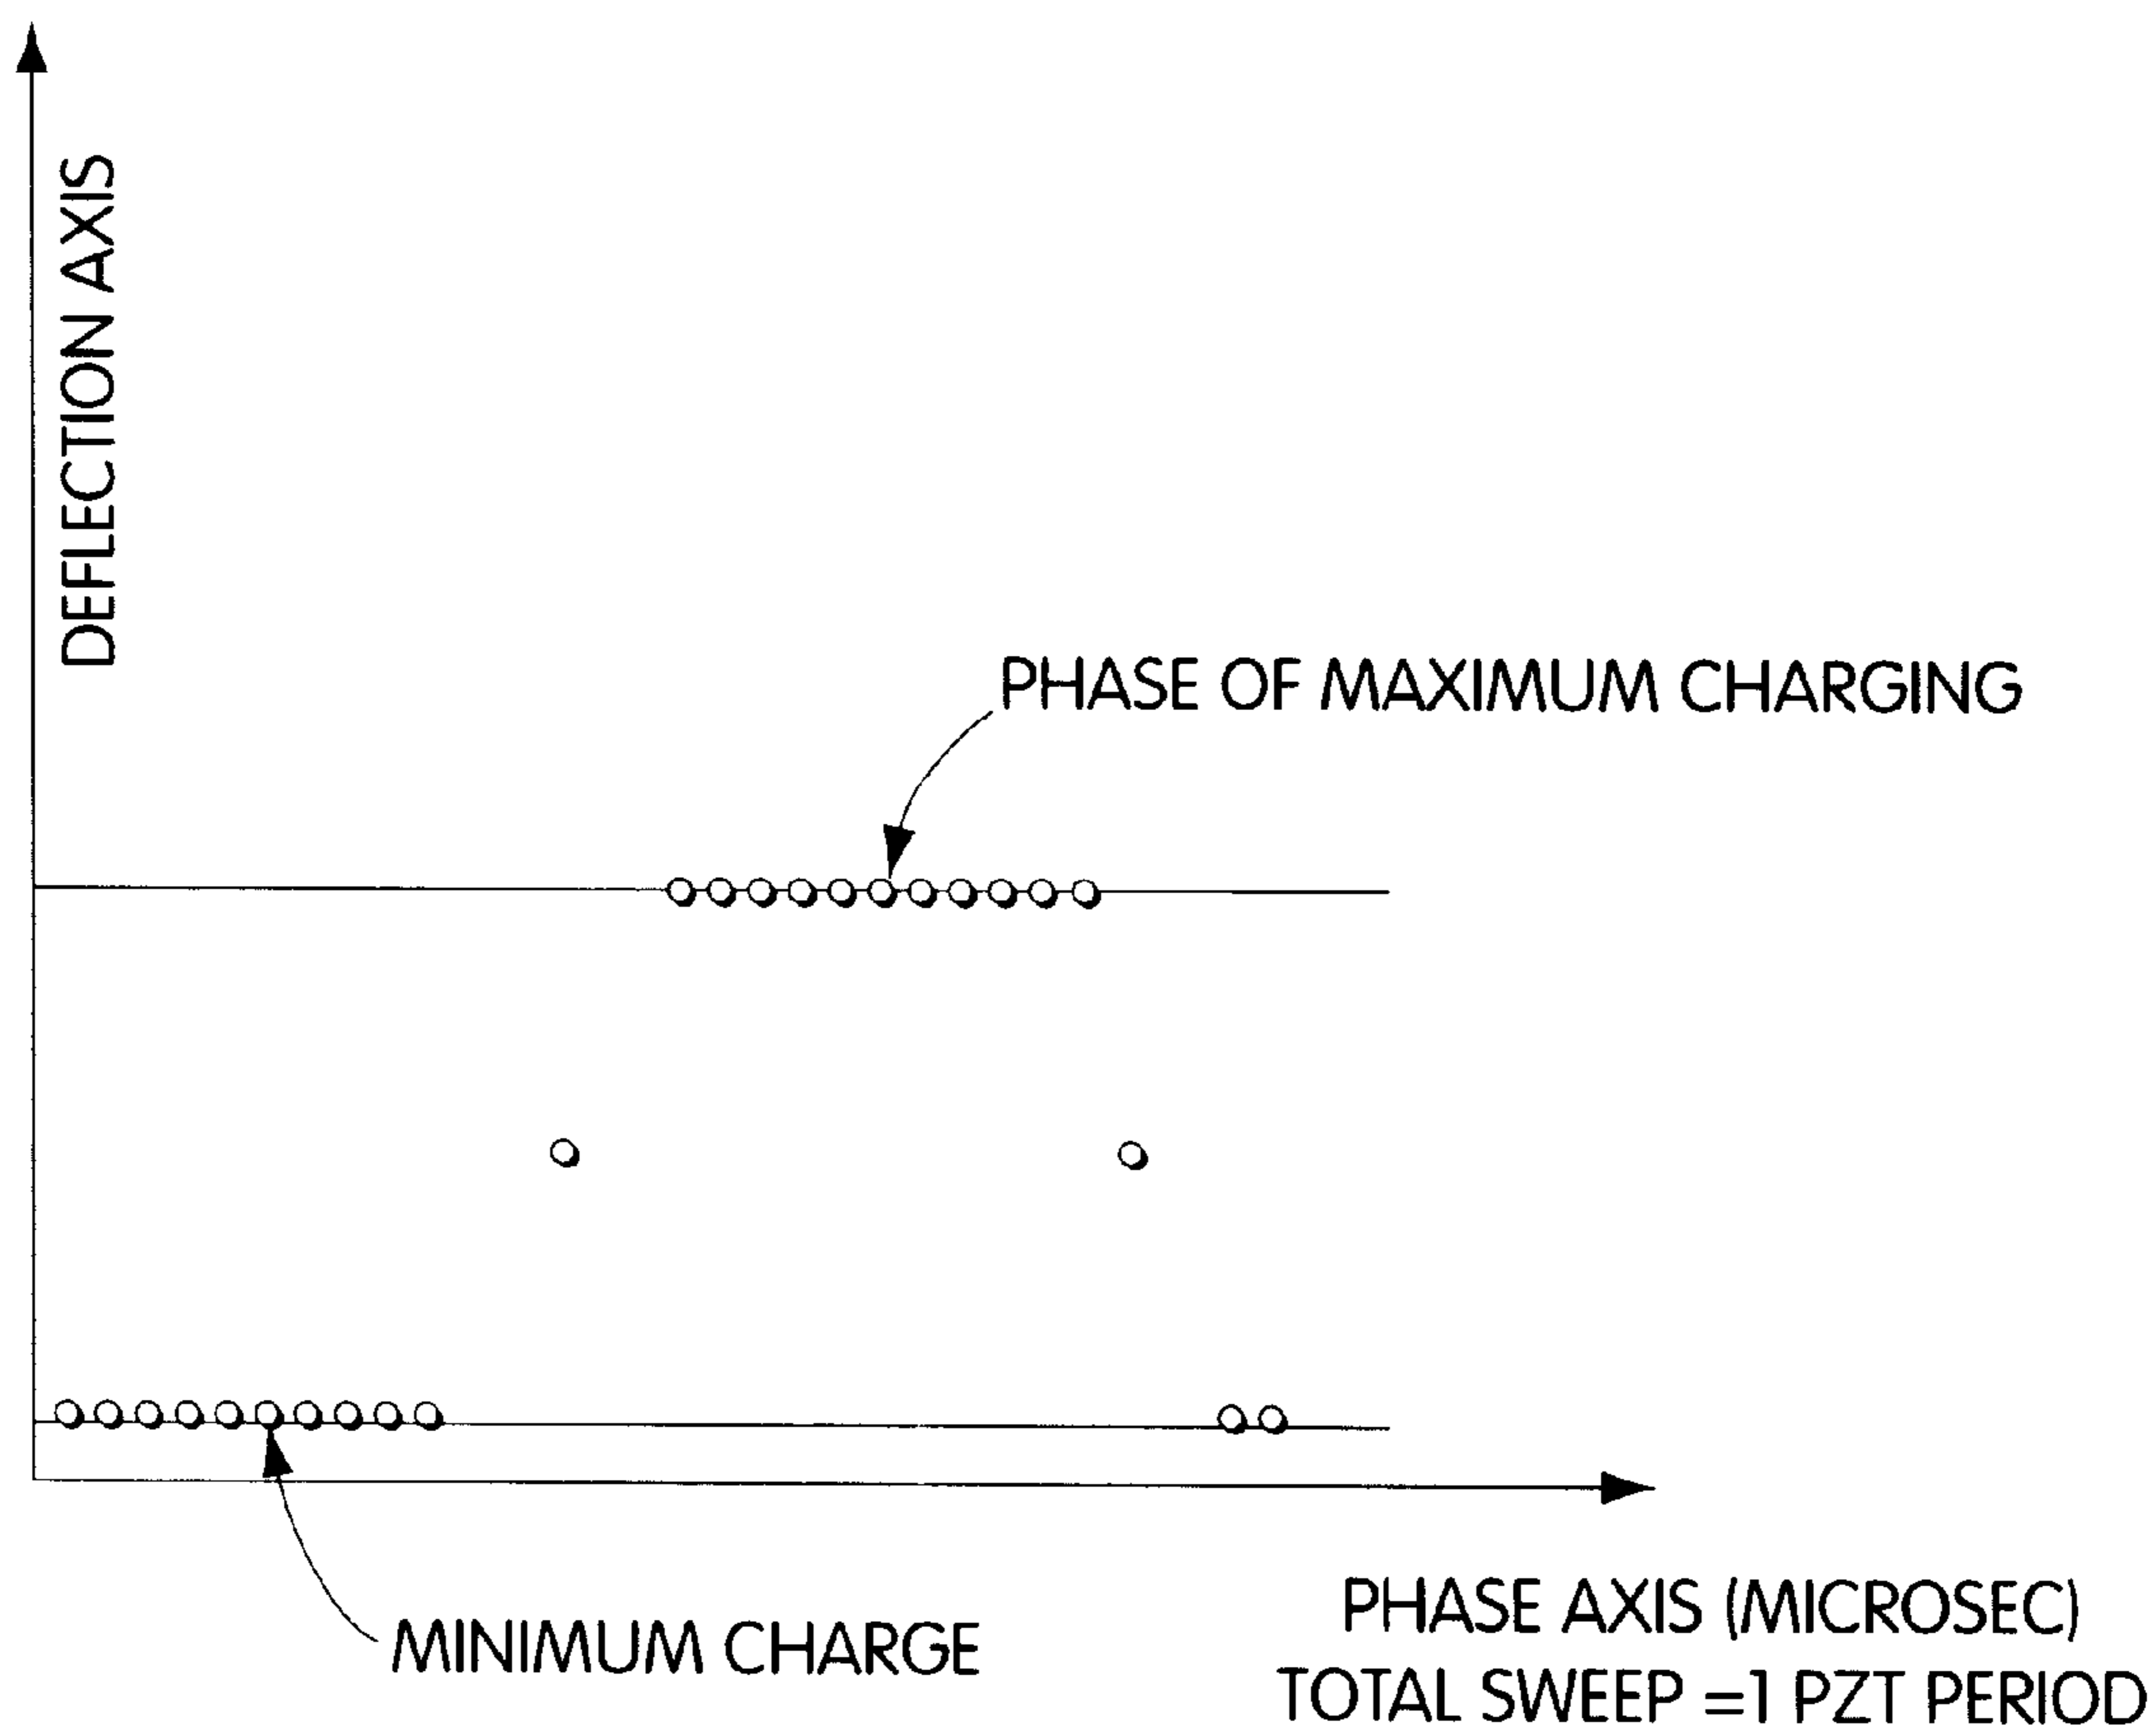 DEFLECTION AXIS
PHASE OF MAXIMUM CHARGING
MINIMUM CHARGE
PHASE AXIS (MICROSEC)
TOTAL SWEEP =1 PZT PERIOD